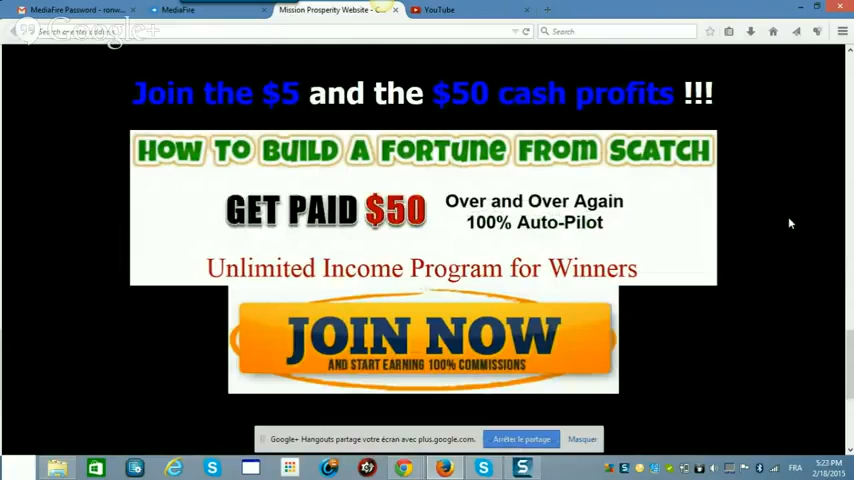 MediaFire Password - ronw...
MediaFire
Mission Prosperity Website - C...
YouTube
Google+
Search
Join the $5 and the $50 cash profits !!!
HOW TO BUILD A FORTUNE FROM SCATCH
GET PAID $50
Over and Over Again
100% Auto-Pilot
Unlimited Income Program for Winners
JOIN NOW
AND START EARNING 100% COMMISSIONS
Google+ Hangouts partage votre écran avec plus.google.com.
Arrêter le partage
Masquer
FRA
5:23 PM
2/18/2015